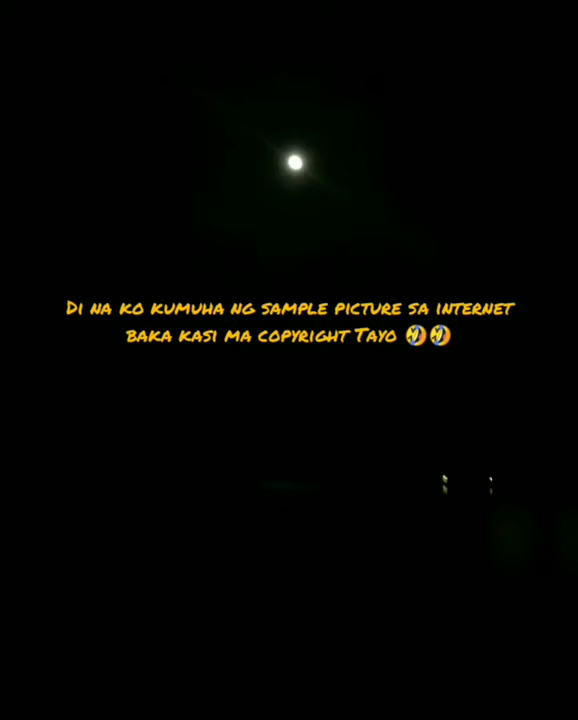 Di na ko kumuha ng sample picture sa internet
baka kasi ma copyright Tayo 🤣🤣